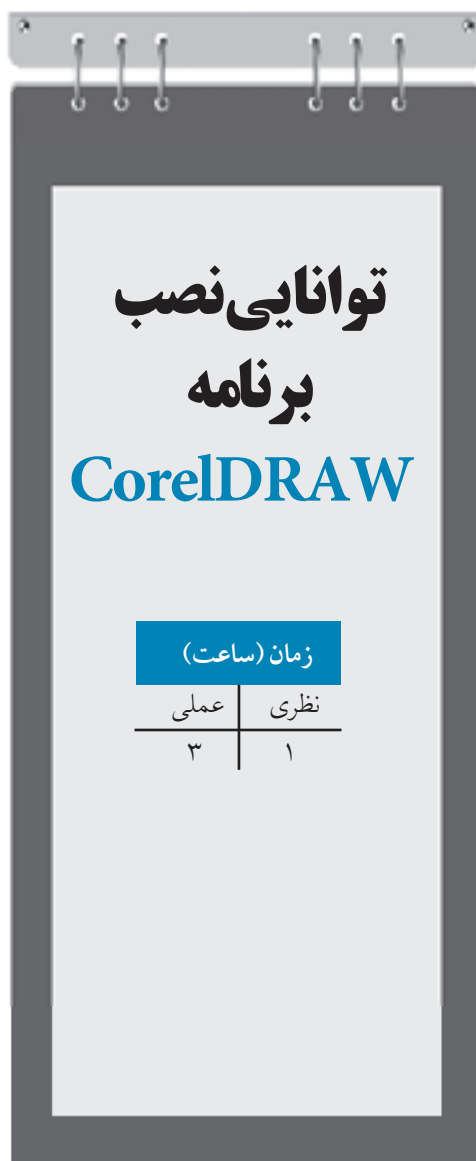 توانایی نصب
برنامه
CorelDRAW
زمان (ساعت)
نظری عملی
۱ ۳